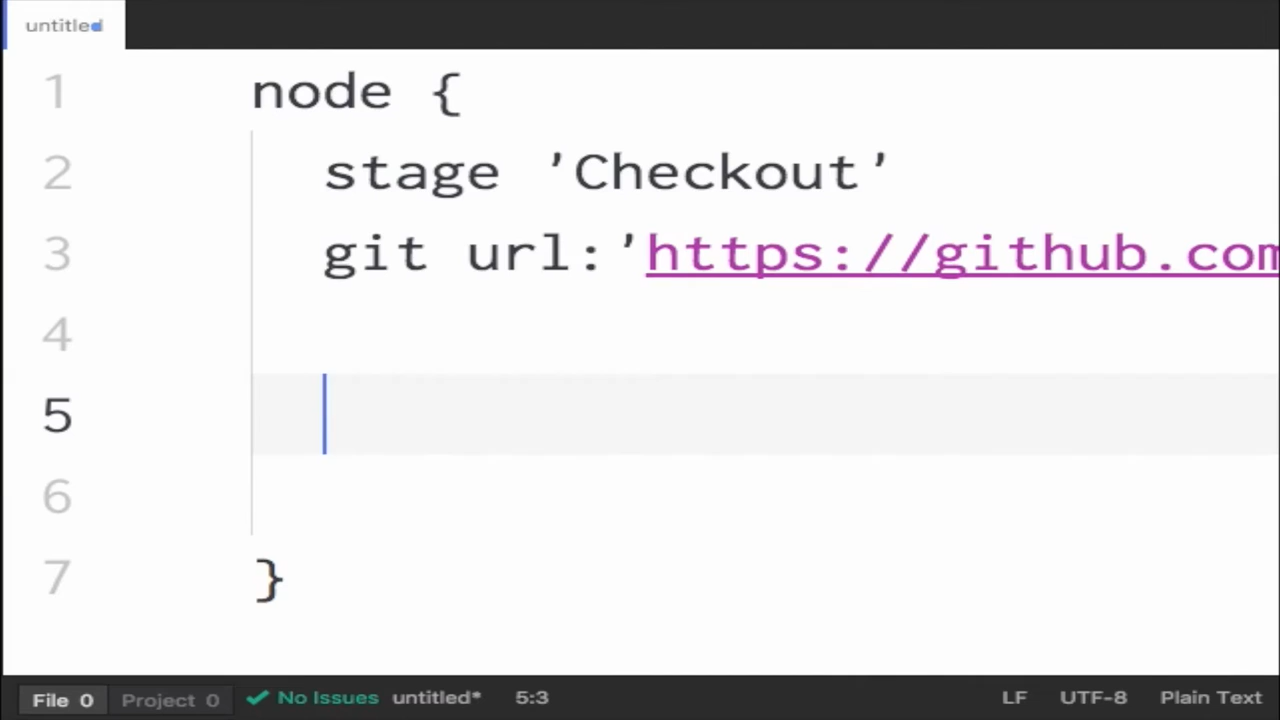 untitled
1 node {
2 stage 'Checkout'
3 git url:'https://github.com
4
5
6
7 }
File 0 Project 0 No Issues untitled* 5:3 LF UTF-8 Plain Text